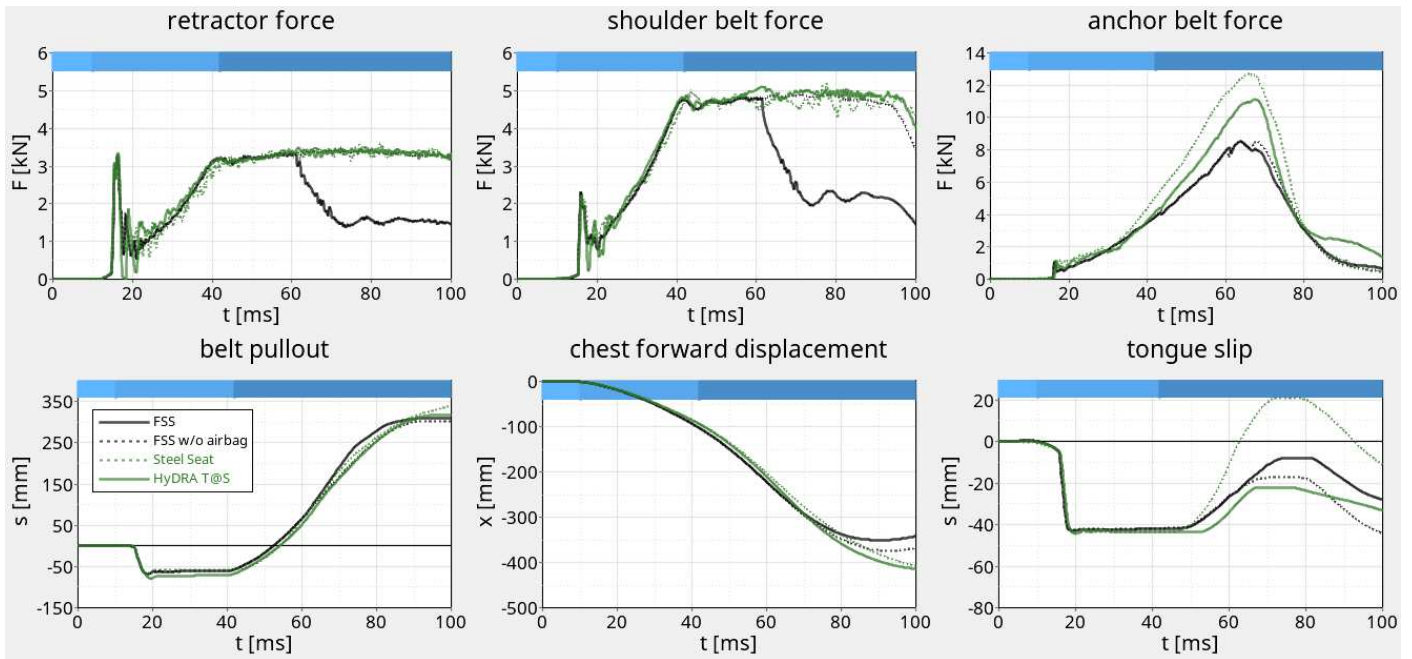 retractor force
shoulder belt force
anchor belt force
6
5
4
3
2
1
0
F [kN]
0 20 40 60 80 100
t [ms]
6
5
4
3
2
1
0
F [kN]
0 20 40 60 80 100
t [ms]
14
12
10
8
6
4
2
0
F [kN]
0 20 40 60 80 100
t [ms]
belt pullout
chest forward displacement
tongue slip
350
250
150
50
-50
-150
s [mm]
FSS
FSS w/o airbag
Steel Seat
HyDRA T@S
0 20 40 60 80 100
t [ms]
0
-100
-200
-300
-400
-500
x [mm]
0 20 40 60 80 100
t [ms]
20
0
-20
-40
-60
-80
s [mm]
0 20 40 60 80 100
t [ms]